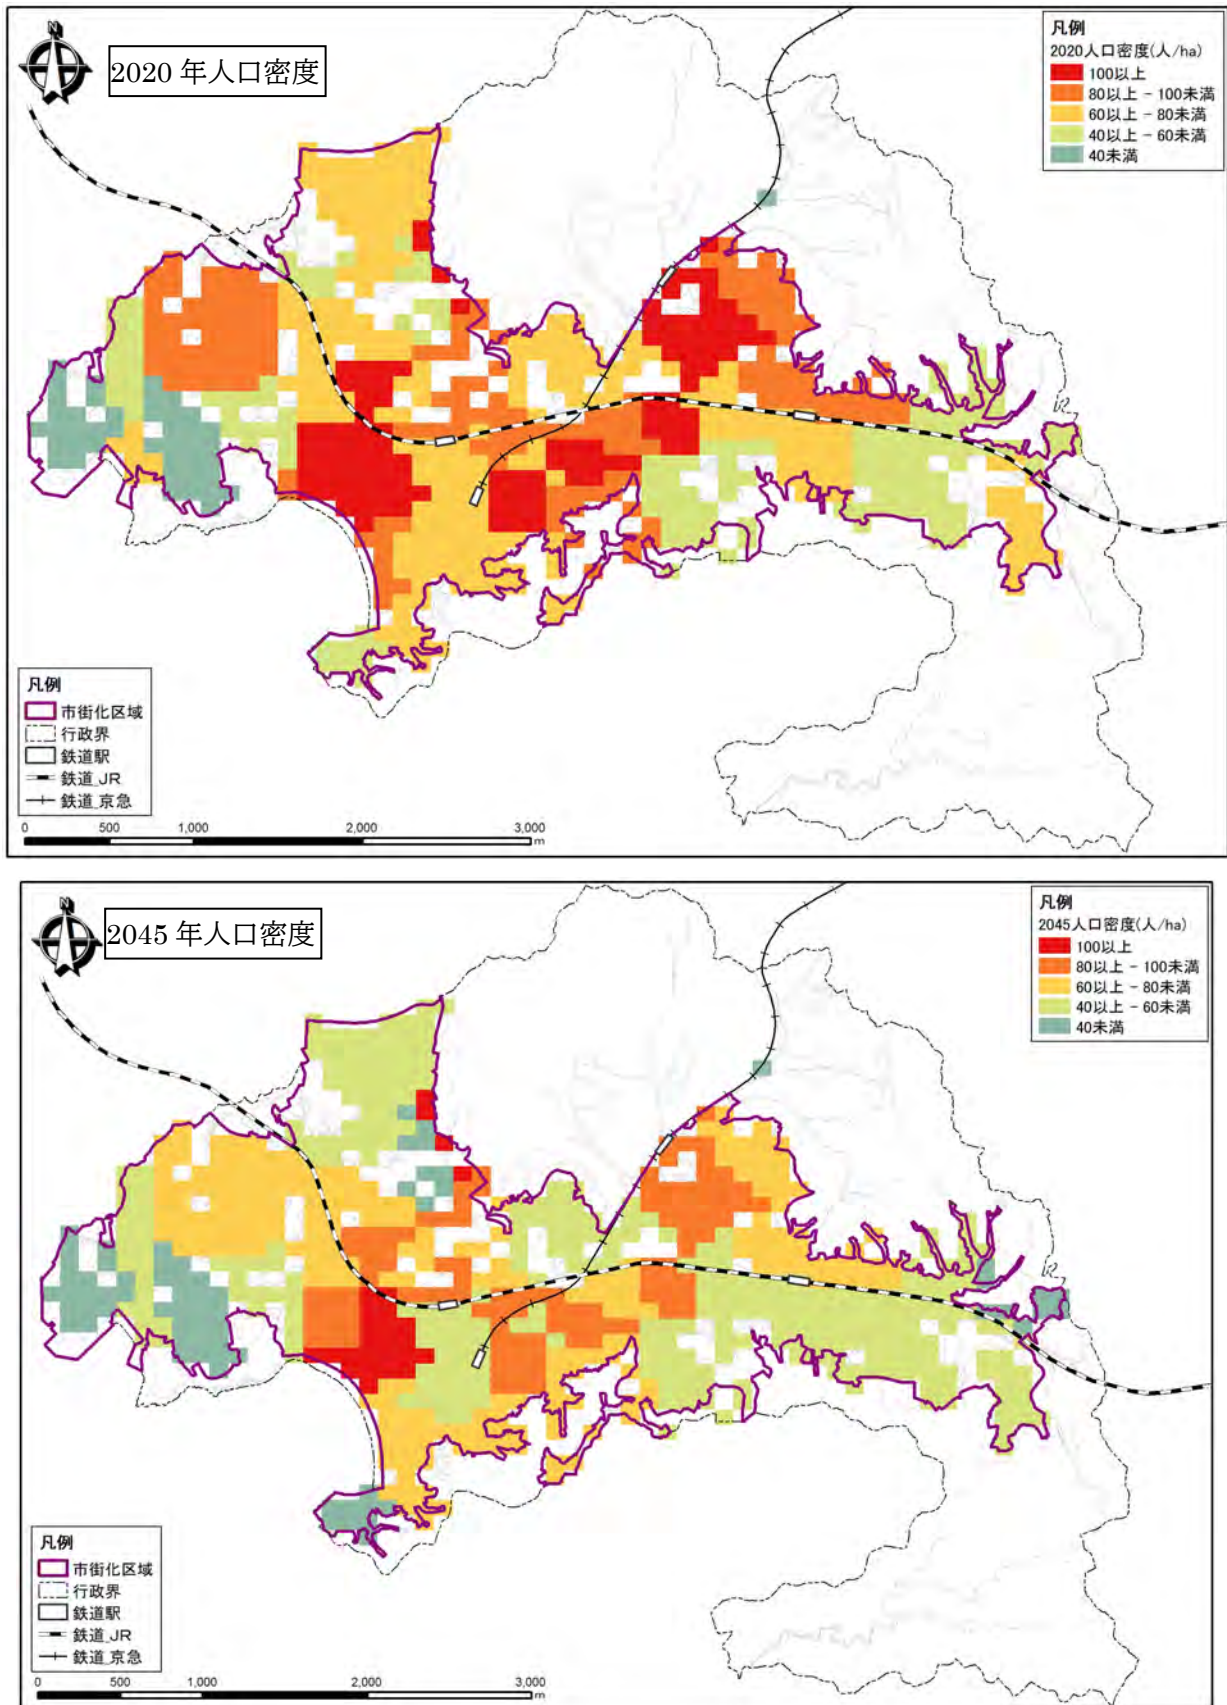 N
2020 年人口密度
凡例
2020人口密度(人/ha)
100以上
80以上 - 100未満
60以上 - 80未満
40以上 - 60未満
40未満
凡例
市街化区域
行政界
鉄道駅
鉄道_JR
鉄道_京急
0 500 1,000 2,000 3,000
m
N
2045 年人口密度
凡例
2045人口密度(人/ha)
100以上
80以上 - 100未満
60以上 - 80未満
40以上 - 60未満
40未満
凡例
市街化区域
行政界
鉄道駅
鉄道_JR
鉄道_京急
0 500 1,000 2,000 3,000
m